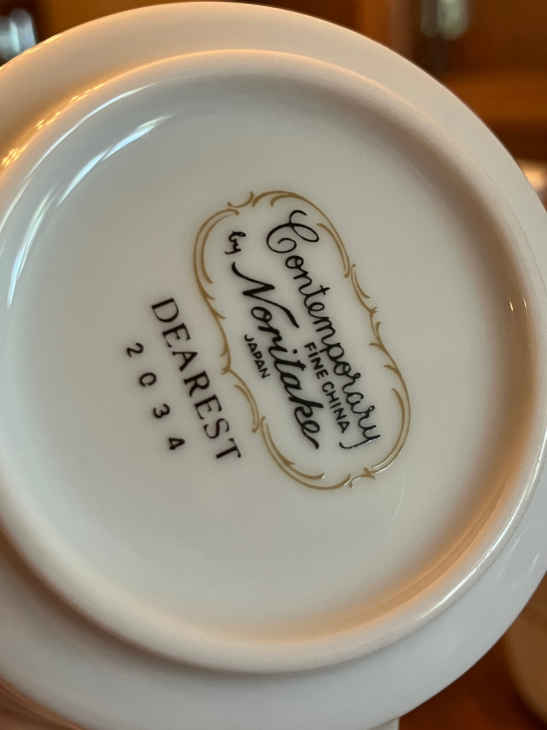 Contemporary
FINE CHINA
by Noritake
JAPAN
DEAREST
2034